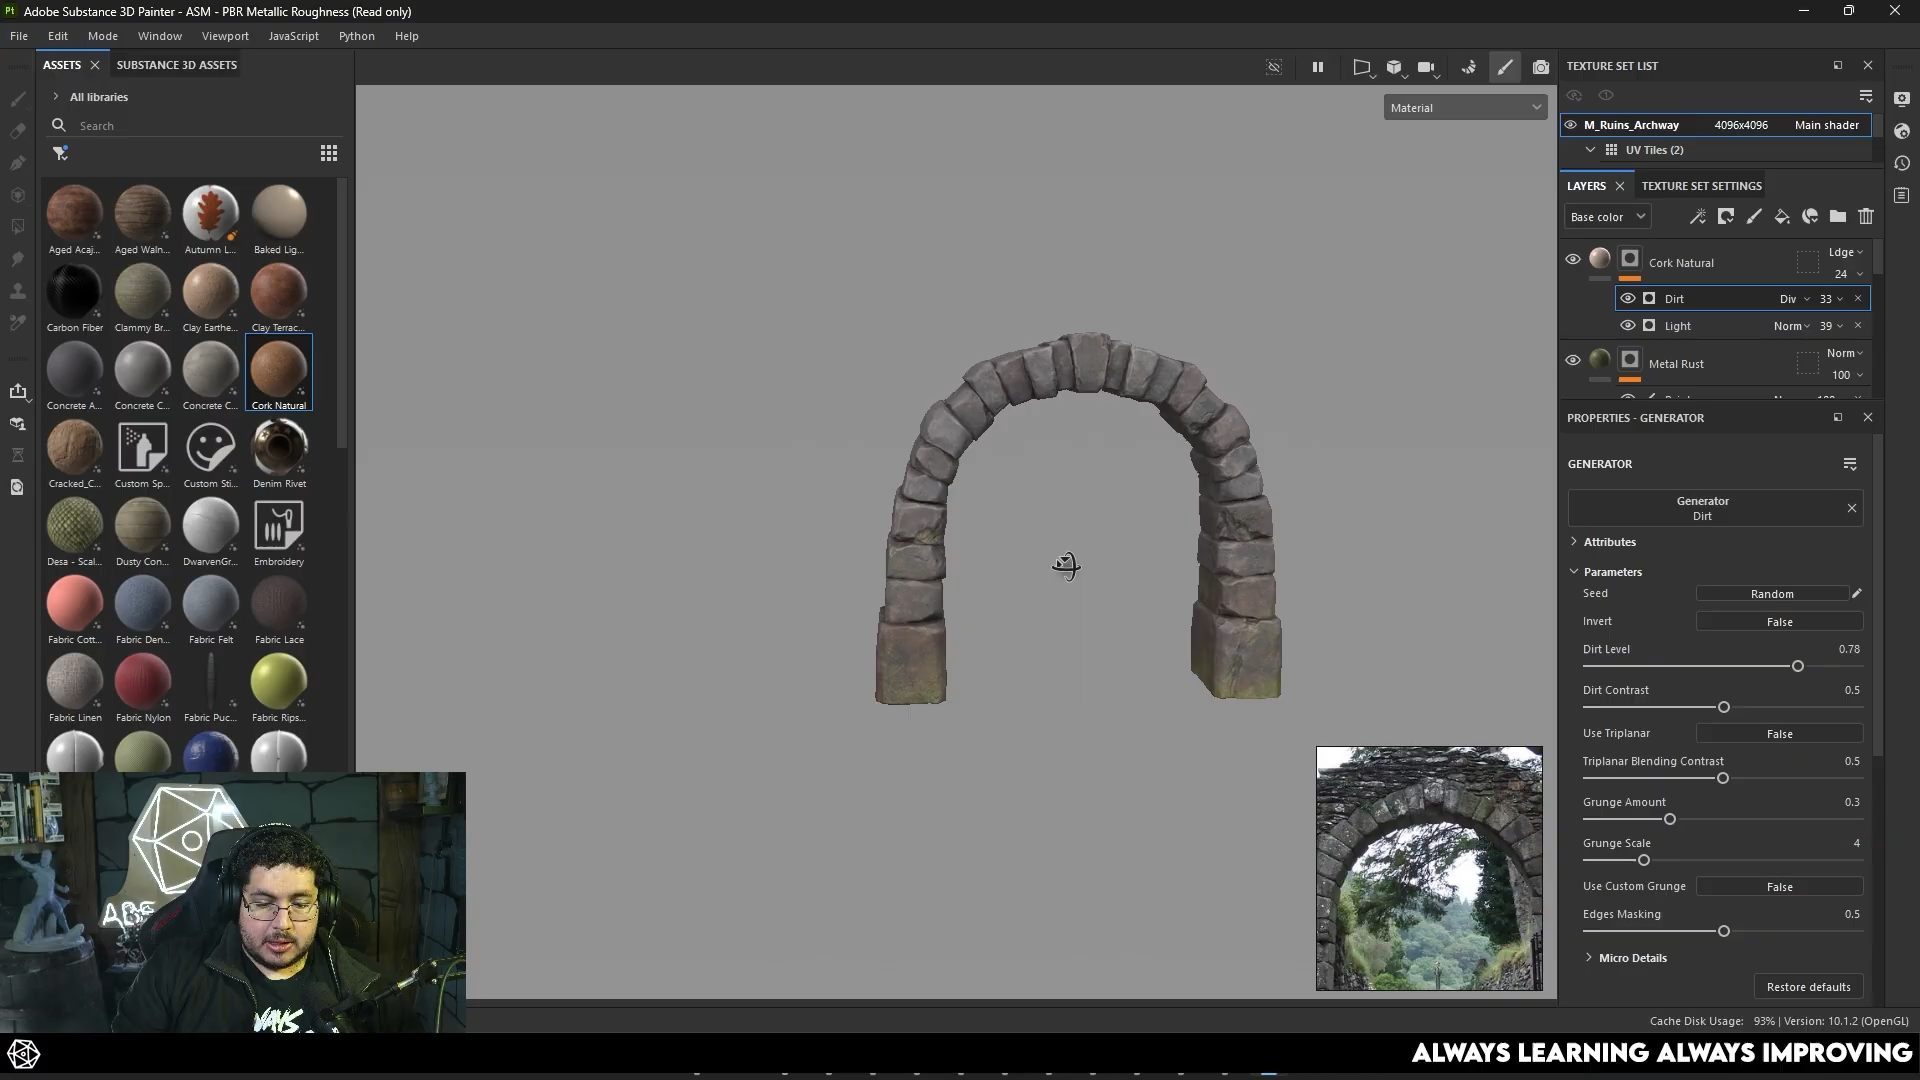 Pt Adobe Substance 3D Painter - ASM - PBR Metallic Roughness (Read only)
File Edit Mode Window Viewport JavaScript Python Help
ASSETS SUBSTANCE 3D ASSETS
All libraries
Search
Aged Acaj... Aged Waln... Autumn L... Baked Lig...
Carbon Fiber Clammy Br... Clay Earthe... Clay Terrac...
Concrete A... Concrete C... Concrete C... Cork Natural
Cracked_C... Custom Sp... Custom Sti... Denim Rivet
Desa - Scal... Dusty Con... DwarvenGr... Embroidery
Fabric Cott... Fabric Den... Fabric Felt Fabric Lace
Fabric Linen Fabric Nylon Fabric Puc... Fabric Rips...
Material
TEXTURE SET LIST
M_Ruins_Archway 4096x4096 Main shader
UV Tiles (2)
LAYERS TEXTURE SET SETTINGS
Base color
Cork Natural Ldge
24
Dirt Div 33
Light Norm 39
Metal Rust Norm
100
PROPERTIES - GENERATOR
GENERATOR
Generator
Dirt
Attributes
Parameters
Seed Random
Invert False
Dirt Level 0.78
Dirt Contrast 0.5
Use Triplanar False
Triplanar Blending Contrast 0.5
Grunge Amount 0.3
Grunge Scale 4
Use Custom Grunge False
Edges Masking 0.5
Micro Details
Restore defaults
Cache Disk Usage: 93% | Version: 10.1.2 (OpenGL)
ALWAYS LEARNING ALWAYS IMPROVING